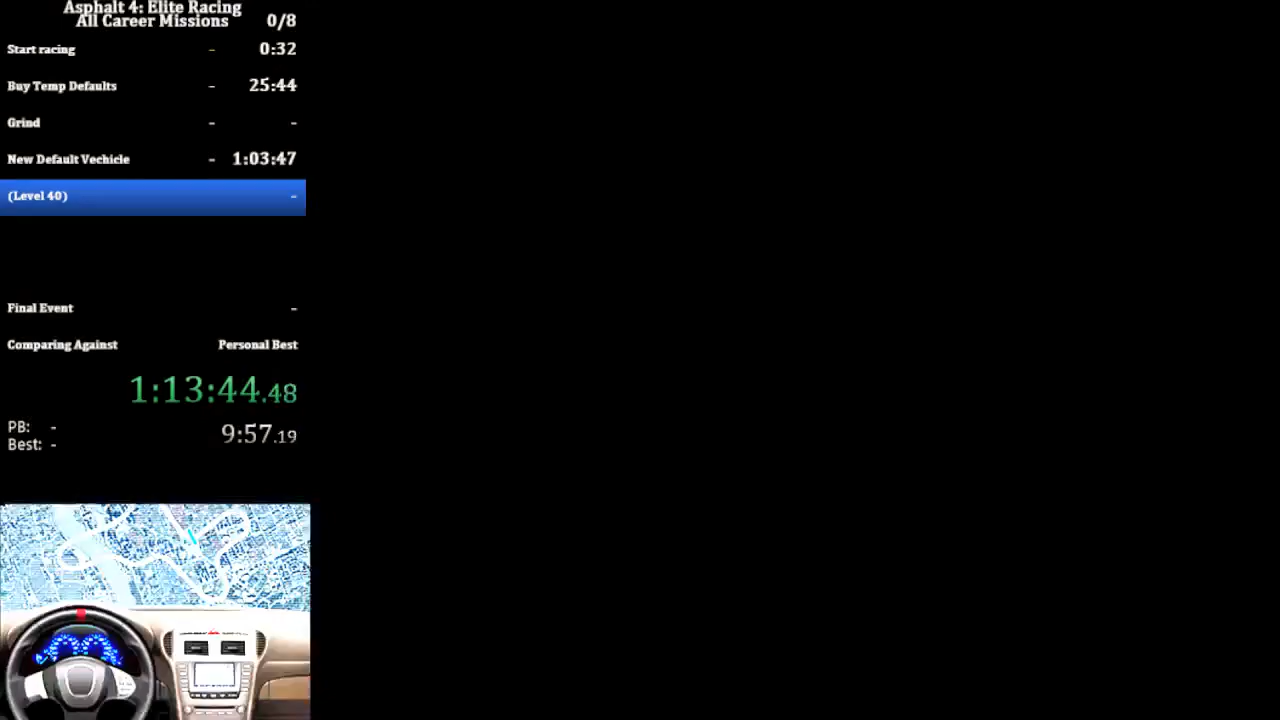 Asphalt 4: Elite Racing
All Career Missions 0/8
Start racing - 0:32
Buy Temp Defaults - 25:44
Grind - -
New Default Vechicle - 1:03:47
(Level 40) -
Final Event -
Comparing Against Personal Best
1:13:44.48
PB: - 9:57.19
Best: -